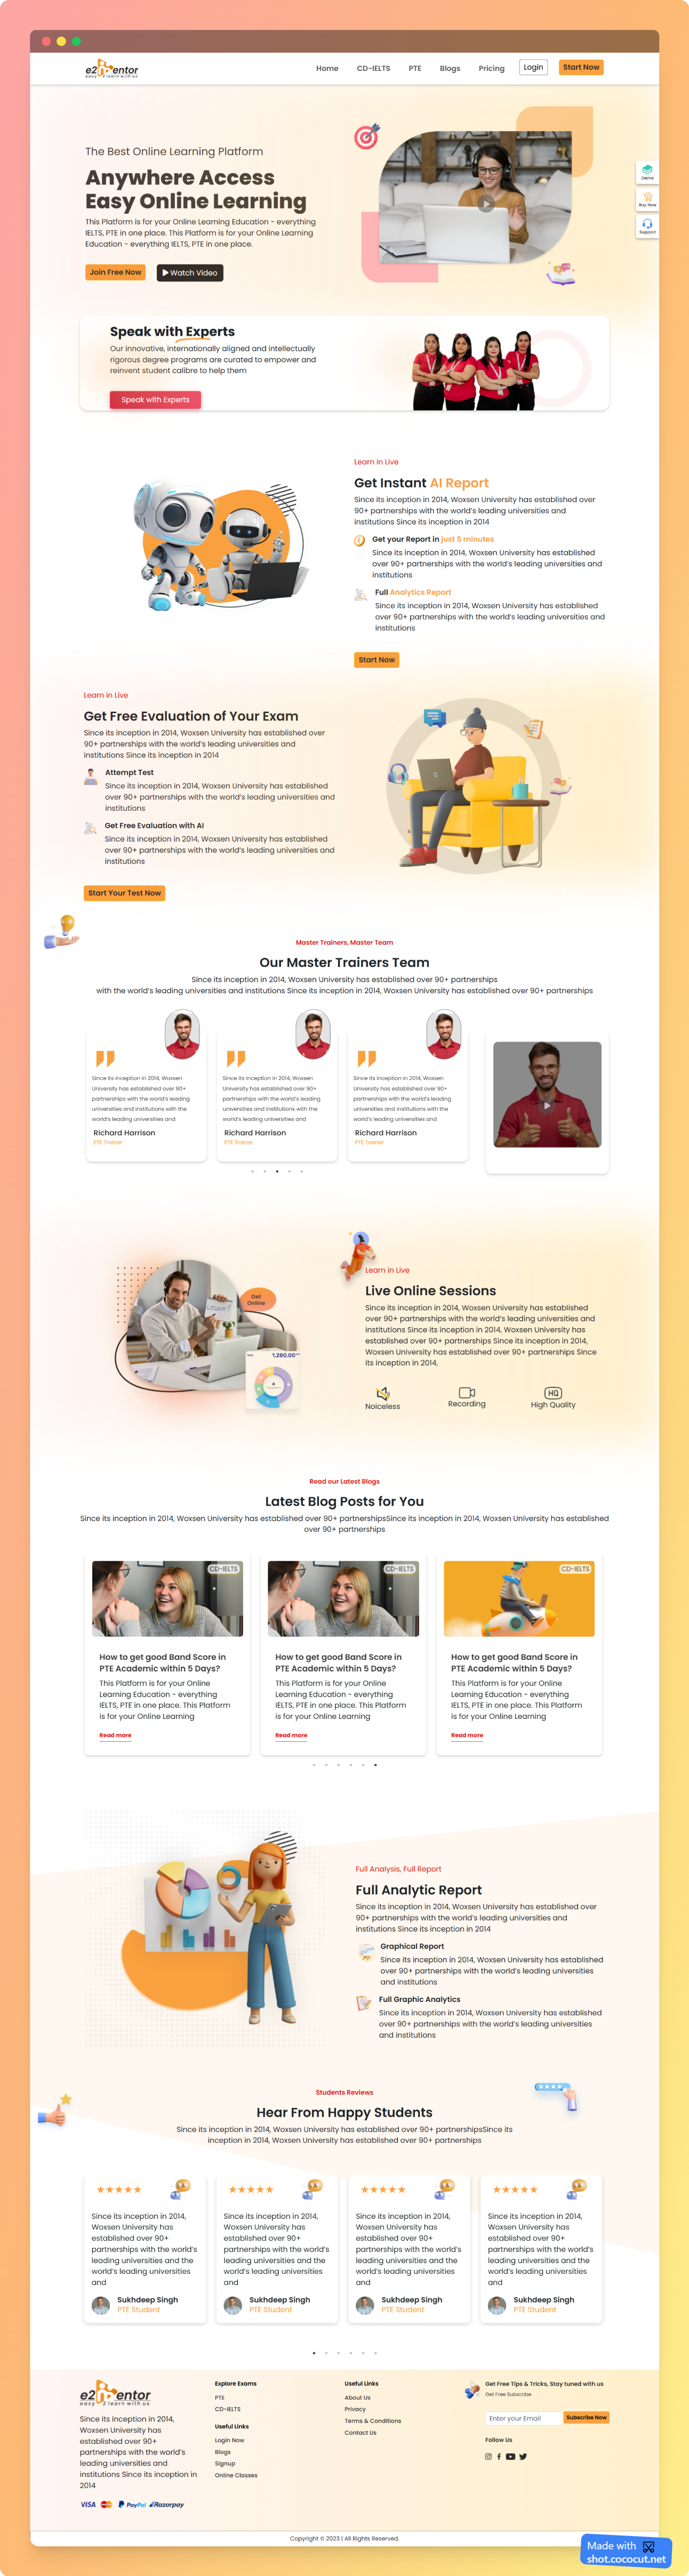 e2Mentor
easy learn with us
Home CD-IELTS PTE Blogs Pricing Login Start Now
The Best Online Learning Platform
Anywhere Access
Easy Online Learning
This Platform is for your Online Learning Education - everything
IELTS, PTE in one place. This Platform is for your Online Learning
Education - everything IELTS, PTE in one place.
Join Free Now Watch Video
Demo
Buy Now
Support
Speak with Experts
Our innovative, internationally aligned and intellectually
rigorous degree programs are curated to empower and
reinvent student calibre to help them
Speak with Experts
Learn in Live
Get Instant AI Report
Since its inception in 2014, Woxsen University has established over
90+ partnerships with the world's leading universities and
institutions Since its inception in 2014
Get your Report in just 5 minutes
Since its inception in 2014, Woxsen University has established
over 90+ partnerships with the world's leading universities and
institutions
Full Analytics Report
Since its inception in 2014, Woxsen University has established
over 90+ partnerships with the world's leading universities and
institutions
Start Now
Learn in Live
Get Free Evaluation of Your Exam
Since its inception in 2014, Woxsen University has established over
90+ partnerships with the world's leading universities and
institutions Since its inception in 2014
Attempt Test
Since its inception in 2014, Woxsen University has established
over 90+ partnerships with the world's leading universities and
institutions
Get Free Evaluation with AI
Since its inception in 2014, Woxsen University has established
over 90+ partnerships with the world's leading universities and
institutions
Start Your Test Now
Master Trainers, Master Team
Our Master Trainers Team
Since its inception in 2014, Woxsen University has established over 90+ partnerships
with the world's leading universities and institutions Since its inception in 2014, Woxsen University has established over 90+ partnerships
Since its inception in 2014, Woxsen
University has established over 90+
partnerships with the world's leading
universities and institutions with the
world's leading universities and
Richard Harrison
PTE Trainer
Since its inception in 2014, Woxsen
University has established over 90+
partnerships with the world's leading
universities and institutions with the
world's leading universities and
Richard Harrison
PTE Trainer
Since its inception in 2014, Woxsen
University has established over 90+
partnerships with the world's leading
universities and institutions with the
world's leading universities and
Richard Harrison
PTE Trainer
Get
Online
1,280.00
Learn in Live
Live Online Sessions
Since its inception in 2014, Woxsen University has established
over 90+ partnerships with the world's leading universities and
institutions Since its inception in 2014, Woxsen University has
established over 90+ partnerships Since its inception in 2014,
Woxsen University has established over 90+ partnerships Since
its inception in 2014,
HQ
Noiceless Recording High Quality
Read our Latest Blogs
Latest Blog Posts for You
Since its inception in 2014, Woxsen University has established over 90+ partnershipsSince its inception in 2014, Woxsen University has established
over 90+ partnerships
CD-IELTS
How to get good Band Score in
PTE Academic within 5 Days?
This Platform is for your Online
Learning Education - everything
IELTS, PTE in one place. This Platform
is for your Online Learning
Read more
CD-IELTS
How to get good Band Score in
PTE Academic within 5 Days?
This Platform is for your Online
Learning Education - everything
IELTS, PTE in one place. This Platform
is for your Online Learning
Read more
CD-IELTS
How to get good Band Score in
PTE Academic within 5 Days?
This Platform is for your Online
Learning Education - everything
IELTS, PTE in one place. This Platform
is for your Online Learning
Read more
Full Analysis, Full Report
Full Analytic Report
Since its inception in 2014, Woxsen University has established over
90+ partnerships with the world's leading universities and
institutions Since its inception in 2014
Graphical Report
Since its inception in 2014, Woxsen University has established
over 90+ partnerships with the world's leading universities
and institutions
Full Graphic Analytics
Since its inception in 2014, Woxsen University has established
over 90+ partnerships with the world's leading universities
and institutions
Students Reviews
Hear From Happy Students
Since its inception in 2014, Woxsen University has established over 90+ partnershipsSince its
inception in 2014, Woxsen University has established over 90+ partnerships
Since its inception in 2014,
Woxsen University has
established over 90+
partnerships with the world's
leading universities and the
world's leading universities
and
Sukhdeep Singh
PTE Student
Since its inception in 2014,
Woxsen University has
established over 90+
partnerships with the world's
leading universities and the
world's leading universities
and
Sukhdeep Singh
PTE Student
Since its inception in 2014,
Woxsen University has
established over 90+
partnerships with the world's
leading universities and the
world's leading universities
and
Sukhdeep Singh
PTE Student
Since its inception in 2014,
Woxsen University has
established over 90+
partnerships with the world's
leading universities and the
world's leading universities
and
Sukhdeep Singh
PTE Student
e2Mentor
easy learn with us
Since its inception in 2014,
Woxsen University has
established over 90+
partnerships with the world's
leading universities and
institutions Since its inception in
2014
VISA PayPal Razorpay
Explore Exams
PTE
CD-IELTS
Useful Links
Login Now
Blogs
Signup
Online Classes
Useful Links
About Us
Privacy
Terms & Conditions
Contact Us
Get Free Tips & Tricks, Stay tuned with us
Get Free Subscribe
Enter your Email Subscribe Now
Follow Us
Copyright © 2023 | All Rights Reserved.
Made with
shot.cococut.net